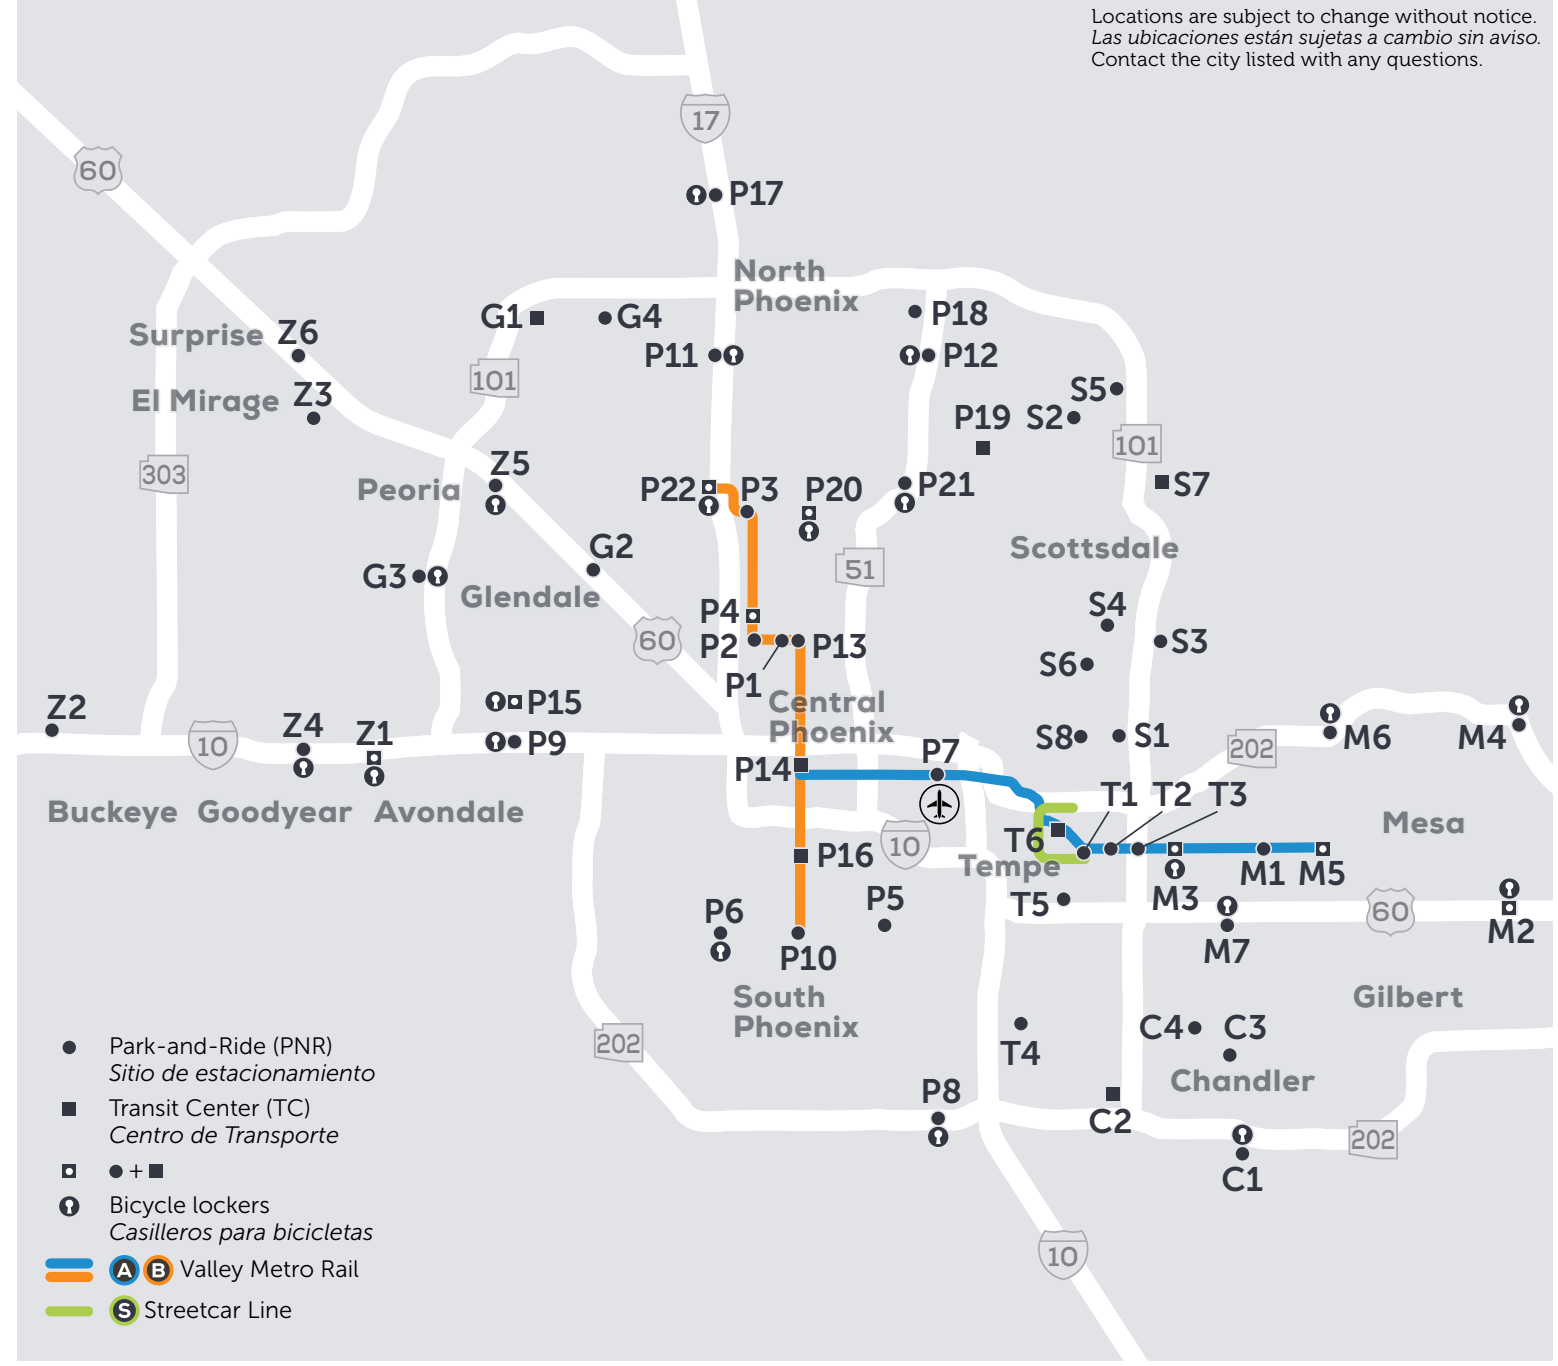 Locations are subject to change without notice.
Las ubicaciones están sujetas a cambio sin aviso.
Contact the city listed with any questions.
17
60
P17
North
Phoenix
G1
G4
P18
Surprise
Z6
P11
P12
101
El Mirage
Z3
S5
P19
S2
101
303
Z5
Peoria
P22
P3
P20
P21
S7
G2
Scottsdale
51
G3
Glendale
P4
S4
60
P2
P13
S3
S6
P1
Central
Phoenix
Z2
P15
Z4
Z1
10
P9
S8
S1
202
M6
M4
P7
P14
T1
T2
T3
Buckeye
Goodyear
Avondale
Mesa
T6
10
P16
Tempe
M1
M5
P5
T5
M3
60
P6
M2
M7
P10
South
Phoenix
Gilbert
C4
C3
202
T4
Chandler
P8
C2
202
C1
10
Park-and-Ride (PNR)
Sitio de estacionamiento
Transit Center (TC)
Centro de Transporte
+
Bicycle lockers
Casilleros para bicicletas
A B Valley Metro Rail
S Streetcar Line